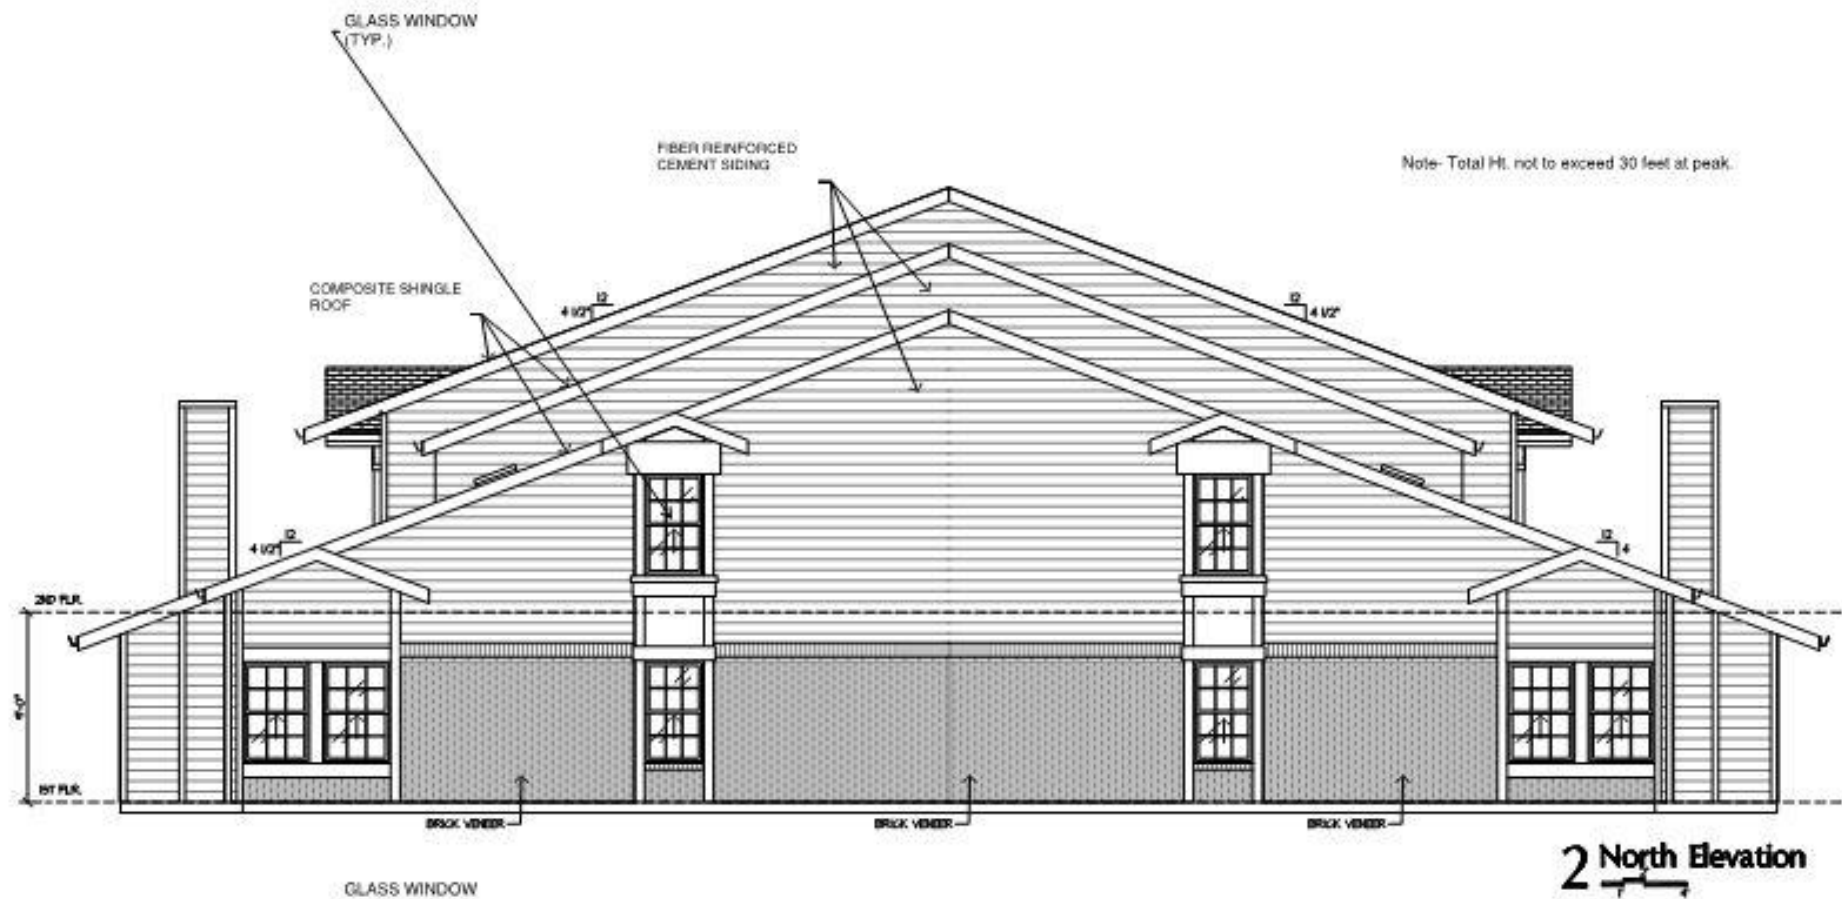 GLASS WINDOW
(TYP.)
FIBER REINFORCED
CEMENT SIDING
Note- Total Ht. not to exceed 30 feet at peak.
COMPOSITE SHINGLE
ROOF
12
4 1/2"
12
4 1/2"
12
4 1/2"
12
4
2ND FLR.
1ST FLR.
BRICK VENEER
BRICK VENEER
BRICK VENEER
2 North Elevation
GLASS WINDOW